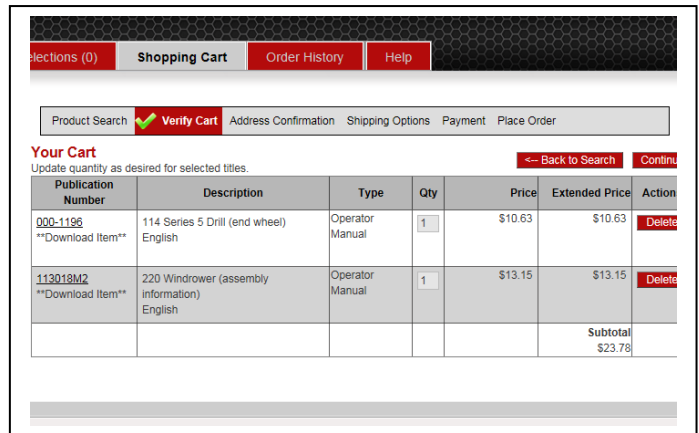 elections (0) Shopping Cart Order History Help
Product Search Verify Cart Address Confirmation Shipping Options Payment Place Order
Your Cart
Update quantity as desired for selected titles.
<-- Back to Search Continu
Publication Number Description Type Qty Price Extended Price Action
000-1196 114 Series 5 Drill (end wheel) Operator 1 $10.63 $10.63 Delete
**Download Item** English Manual
113018M2 220 Windrower (assembly Operator 1 $13.15 $13.15 Delete
**Download Item** information) Manual
English
Subtotal
$23.78